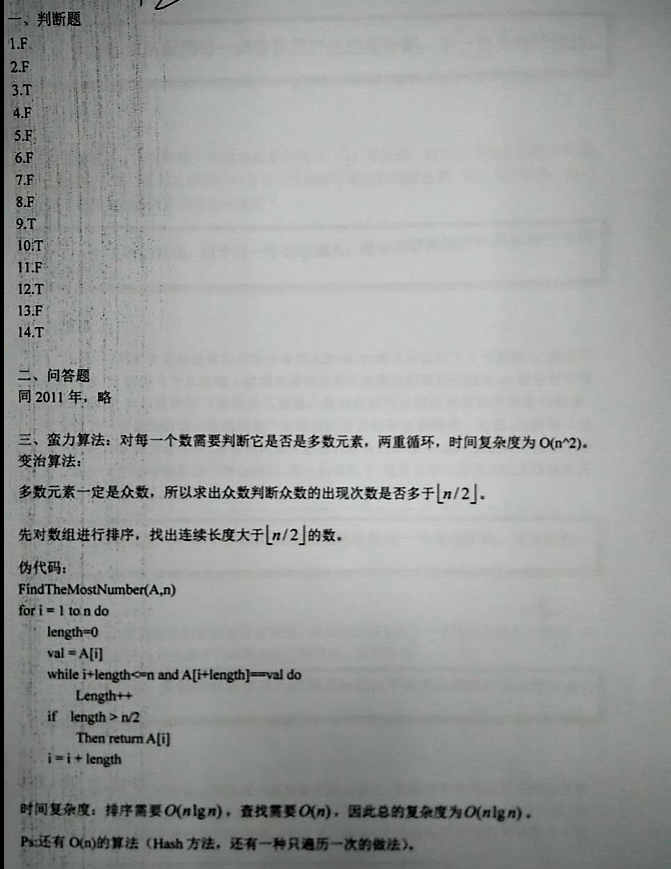 一、判断题
1.F
2.F
3.T
4.F
5.F
6.F
7.F
8.F
9.T
10.T
11.F
12.T
13.F
14.T
二、问答题
同 2011 年，略
三、蛮力算法：对每一个数需要判断它是否是多数元素，两重循环，时间复杂度为 O(n^2)。
变治算法：
多数元素一定是众数，所以求出众数判断众数的出现次数是否多于⌊n/2⌋。
先对数组进行排序，找出连续长度大于⌊n/2⌋的数。
伪代码：
FindTheMostNumber(A,n)
for i = 1 to n do
length=0
val = A[i]
while i+length<=n and A[i+length]==val do
Length++
if length > n/2
Then return A[i]
i = i + length
时间复杂度：排序需要O(nlgn)，查找需要O(n)，因此总的复杂度为O(nlgn)。
Ps:还有 O(n)的算法（Hash 方法，还有一种只遍历一次的做法）。